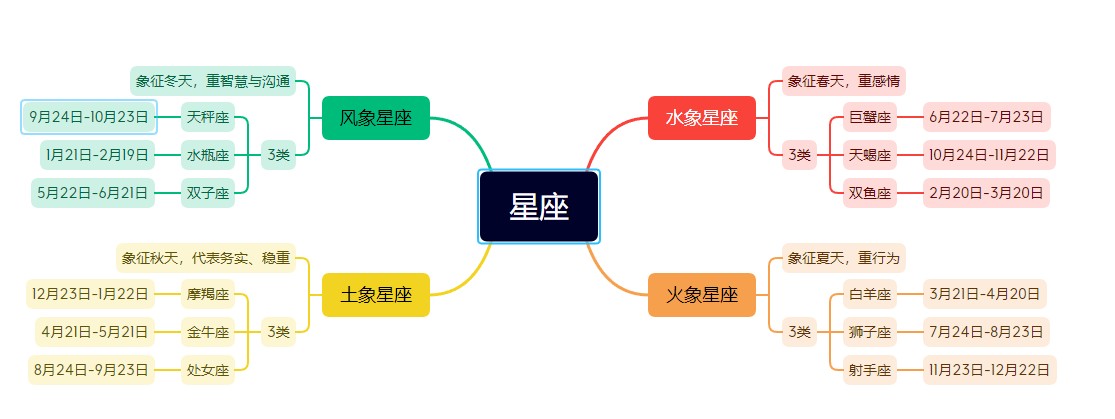 星座
水象星座
象征春天，重感情
3类
巨蟹座
6月22日-7月23日
天蝎座
10月24日-11月22日
双鱼座
2月20日-3月20日
火象星座
象征夏天，重行为
3类
白羊座
3月21日-4月20日
狮子座
7月24日-8月23日
射手座
11月23日-12月22日
风象星座
象征冬天，重智慧与沟通
3类
天秤座
9月24日-10月23日
水瓶座
1月21日-2月19日
双子座
5月22日-6月21日
土象星座
象征秋天，代表务实、稳重
3类
摩羯座
12月23日-1月22日
金牛座
4月21日-5月21日
处女座
8月24日-9月23日